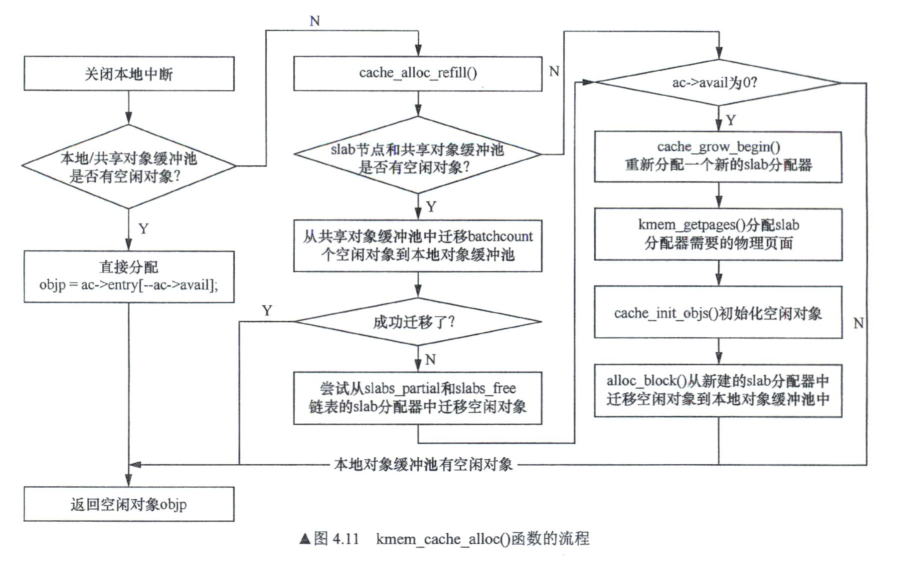 关闭本地中断
本地/共享对象缓冲池
是否有空闲对象?
N
Y
直接分配
objp = ac->entry[--ac->avail];
cache_alloc_refill()
slab节点和共享对象缓冲池
是否有空闲对象?
N
Y
从共享对象缓冲池中迁移batchcount
个空闲对象到本地对象缓冲池
成功迁移了?
Y
N
尝试从slabs_partial和slabs_free
链表的slab分配器中迁移空闲对象
ac->avail为0?
Y
N
cache_grow_begin()
重新分配一个新的slab分配器
kmem_getpages()分配slab
分配器需要的物理页面
cache_init_objs()初始化空闲对象
alloc_block()从新建的slab分配器中
迁移空闲对象到本地对象缓冲池中
本地对象缓冲池有空闲对象
返回空闲对象objp
▲图 4.11 kmem_cache_alloc()函数的流程